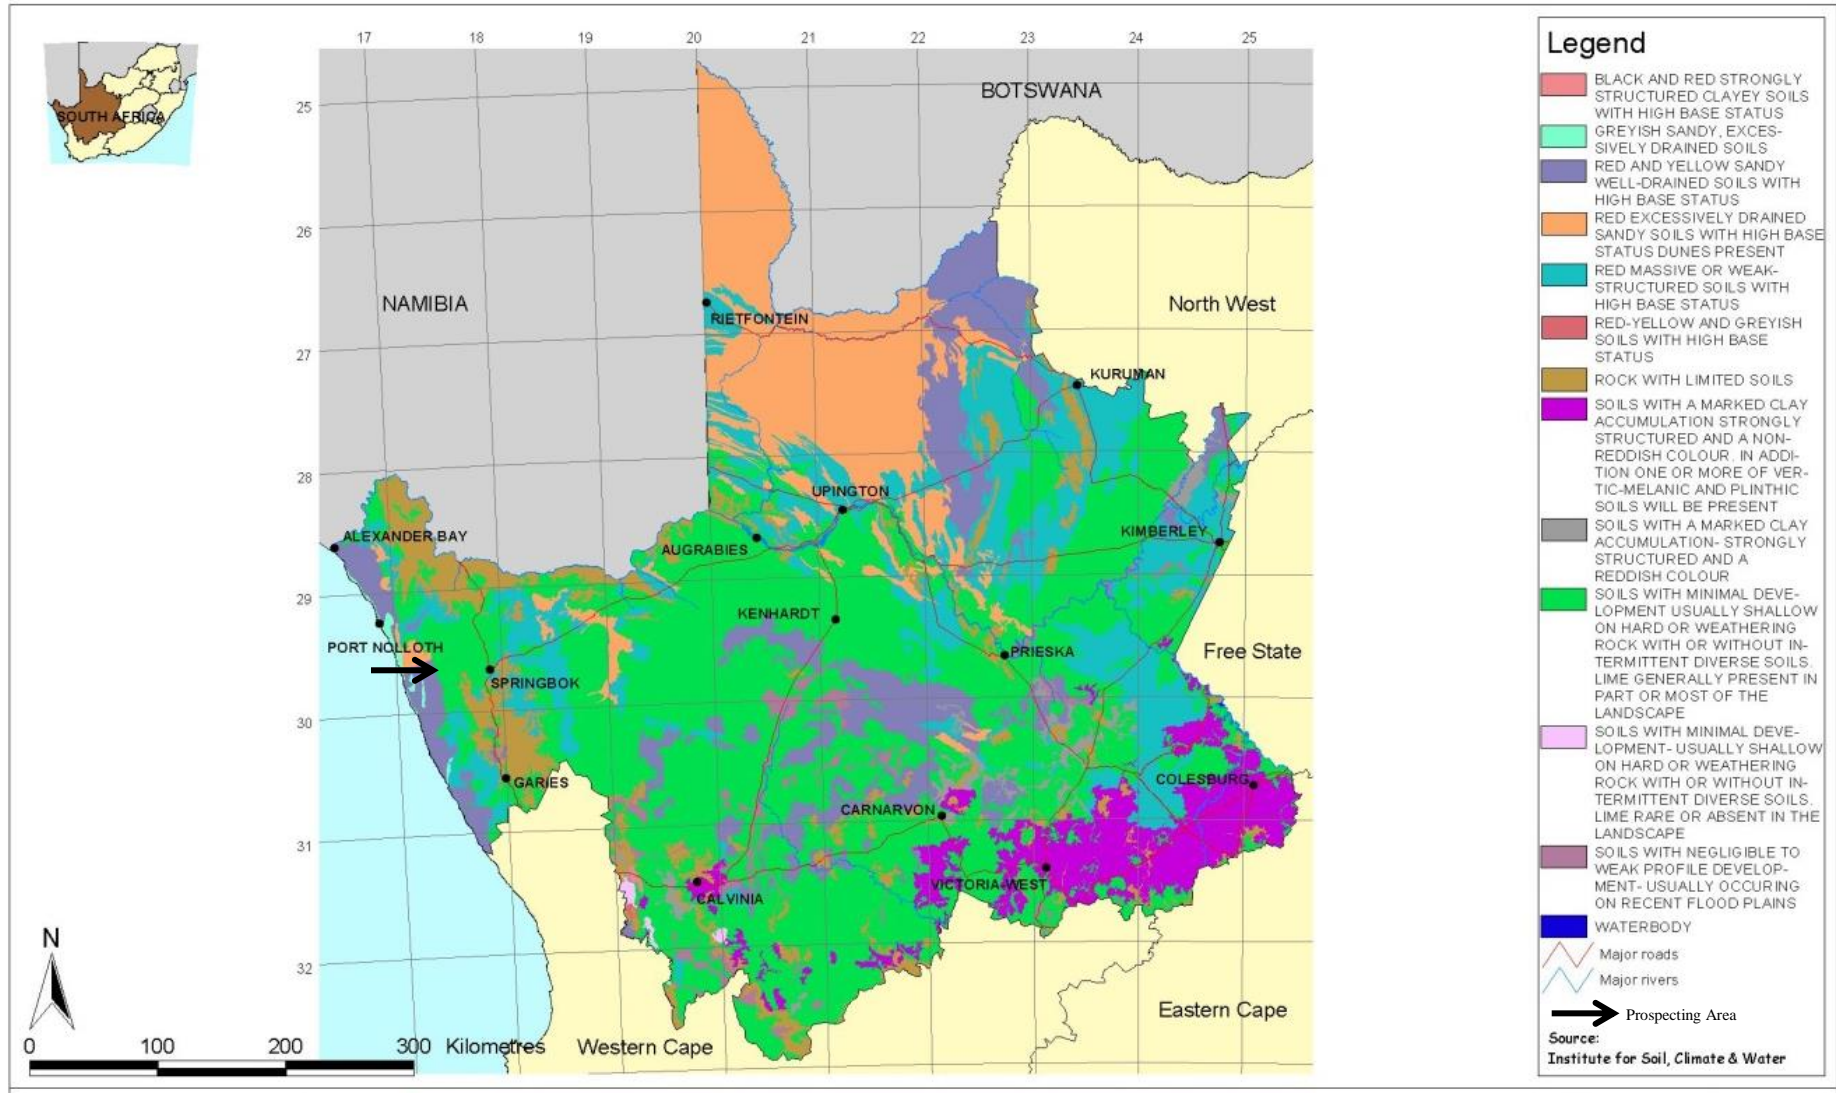 17 18 19 20 21 22 23 24 25
25
26
27
28
29
30
31
32
SOUTH AFRICA
BOTSWANA
NAMIBIA
North West
RIETFONTEIN
KURUMAN
UPINGTON
ALEXANDER BAY
AUGRABIES
KIMBERLEY
KENHARDT
PORT NOLLOTH
PRIESKA
Free State
SPRINGBOK
GARIES
COLESBURG
CARNARVON
VICTORIA-WEST
CALVINIA
Eastern Cape
Western Cape
N
0 100 200 300 Kilometres
Legend
BLACK AND RED STRONGLY
STRUCTURED CLAYEY SOILS
WITH HIGH BASE STATUS
GREYISH SANDY, EXCES-
SIVELY DRAINED SOILS
RED AND YELLOW SANDY
WELL-DRAINED SOILS WITH
HIGH BASE STATUS
RED EXCESSIVELY DRAINED
SANDY SOILS WITH HIGH BASE
STATUS DUNES PRESENT
RED MASSIVE OR WEAK-
STRUCTURED SOILS WITH
HIGH BASE STATUS
RED-YELLOW AND GREYISH
SOILS WITH HIGH BASE
STATUS
ROCK WITH LIMITED SOILS
SOILS WITH A MARKED CLAY
ACCUMULATION STRONGLY
STRUCTURED AND A NON-
REDDISH COLOUR. IN ADDI-
TION ONE OR MORE OF VER-
TIC-MELANIC AND PLINTHIC
SOILS WILL BE PRESENT
SOILS WITH A MARKED CLAY
ACCUMULATION- STRONGLY
STRUCTURED AND A
REDDISH COLOUR
SOILS WITH MINIMAL DEVE-
LOPMENT USUALLY SHALLOW
ON HARD OR WEATHERING
ROCK WITH OR WITHOUT IN-
TERMITTENT DIVERSE SOILS.
LIME GENERALLY PRESENT IN
PART OR MOST OF THE
LANDSCAPE
SOILS WITH MINIMAL DEVE-
LOPMENT- USUALLY SHALLOW
ON HARD OR WEATHERING
ROCK WITH OR WITHOUT IN-
TERMITTENT DIVERSE SOILS.
LIME RARE OR ABSENT IN THE
LANDSCAPE
SOILS WITH NEGLIGIBLE TO
WEAK PROFILE DEVELOP-
MENT- USUALLY OCCURING
ON RECENT FLOOD PLAINS
WATERBODY
Major roads
Major rivers
Prospecting Area
Source:
Institute for Soil, Climate & Water